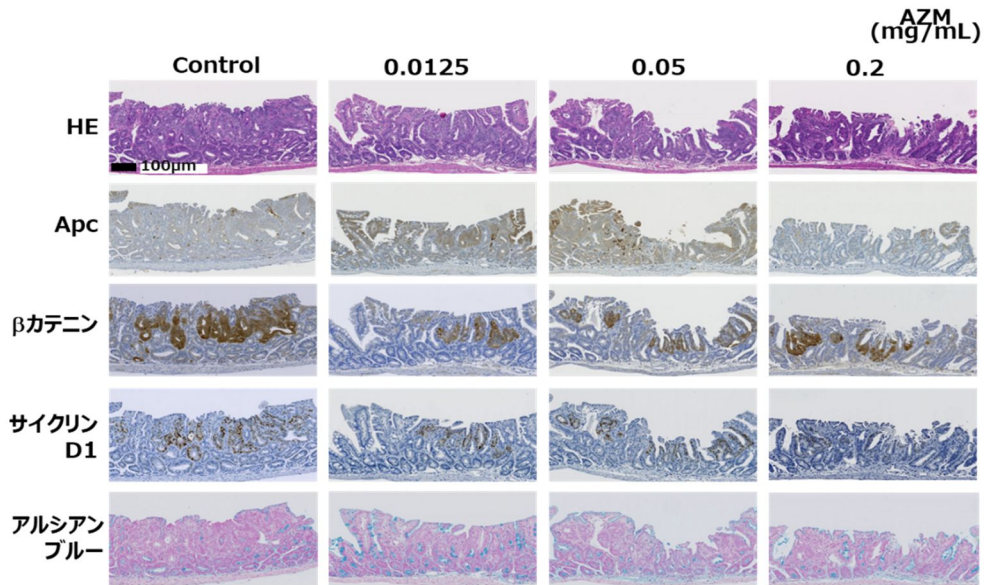 AZM
(mg/mL)
Control 0.0125 0.05 0.2
HE
100μm
Apc
βカテニン
サイクリン
D1
アルシアン
ブルー